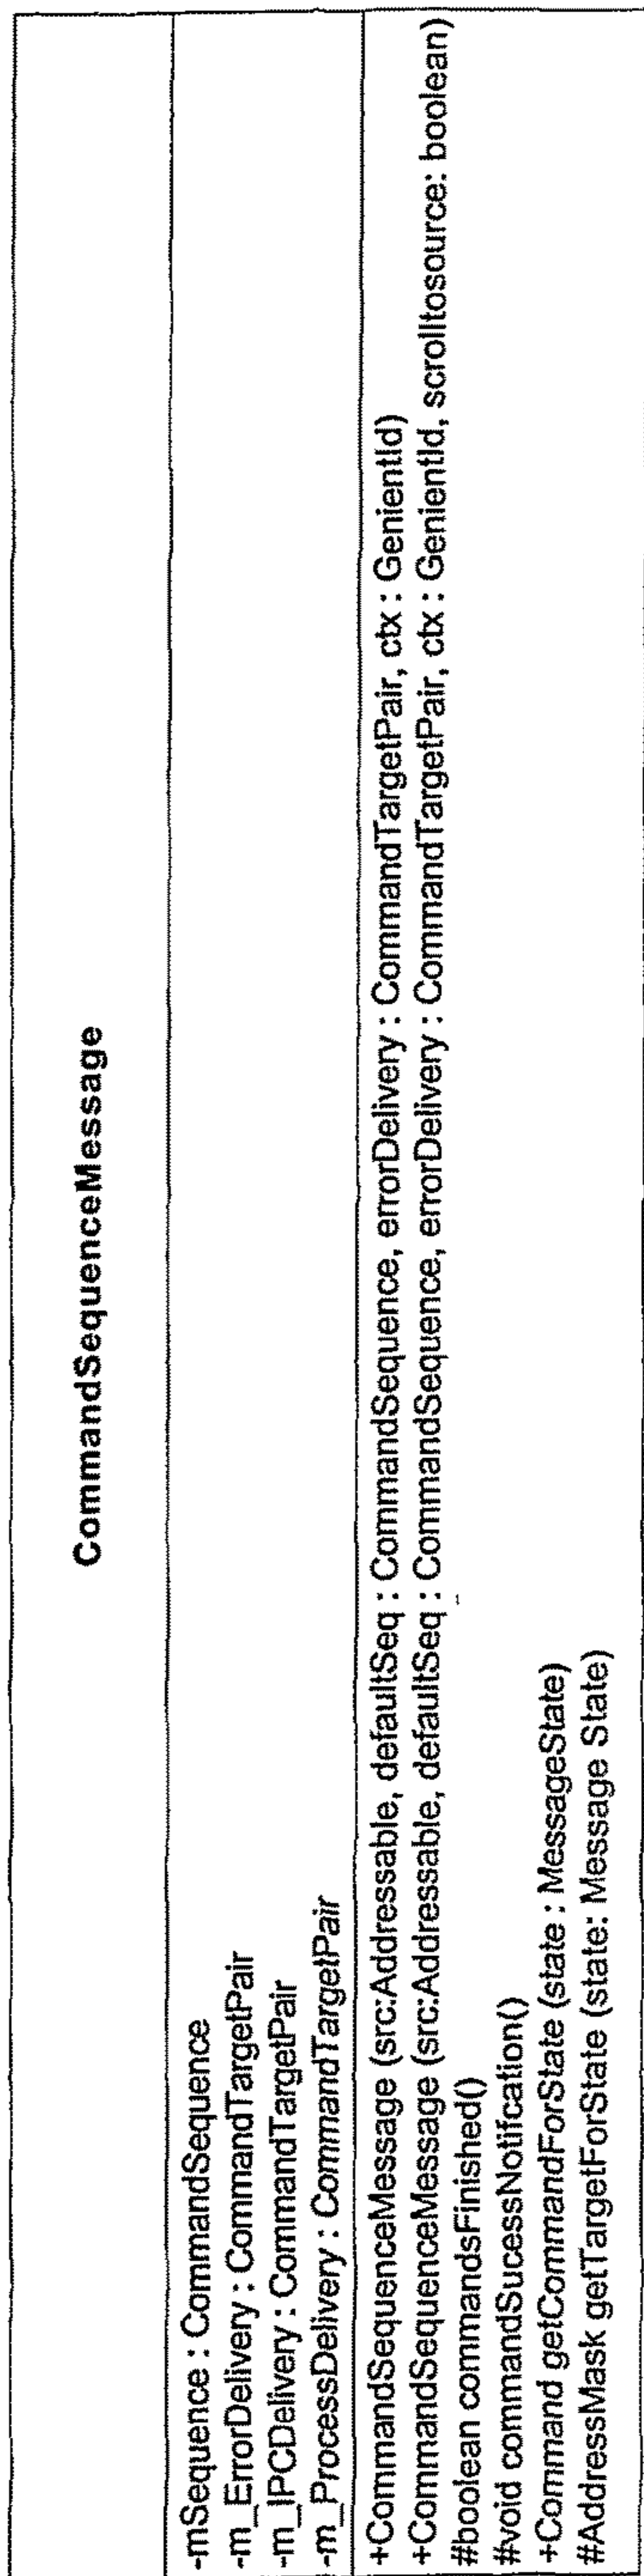 CommandSequenceMessage
-mSequence : CommandSequence
-m_ErrorDelivery : CommandTargetPair
-m_IPCDelivery : CommandTargetPair
-m_ProcessDelivery : CommandTargetPair
+CommandSequenceMessage (src:Addressable, defaultSeq : CommandSequence, errorDelivery : CommandTargetPair, ctx : GenientId)
+CommandSequenceMessage (src:Addressable, defaultSeq : CommandSequence, errorDelivery : CommandTargetPair, ctx : GenientId, scrolltosource: boolean)
#boolean commandsFinished()
#void commandSucessNotifcation()
+Command getCommandForState (state : MessageState)
#AddressMask getTargetForState (state: Message State)